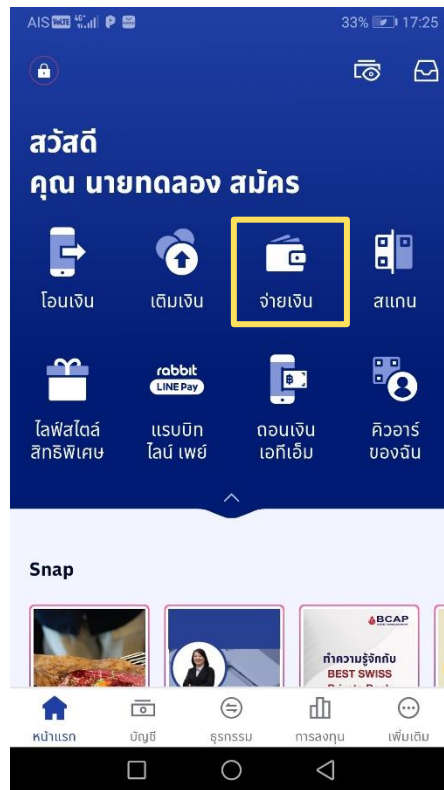 AIS VoLTE 4G+ 33% 17:25
สวัสดี
คุณ นายทดลอง สมัคร
โอนเงิน เติมเงิน จ่ายเงิน สแกน
rabbit
LINE Pay
ไลฟ์สไตล์ แรบบิท ถอนเงิน คิวอาร์
สิทธิพิเศษ ไลน์ เพย์ เอทีเอ็ม ของฉัน
Snap
BCAP
ทำความรู้จักกับ
BEST SWISS
หน้าแรก บัญชี ธุรกรรม การลงทุน เพิ่มเติม